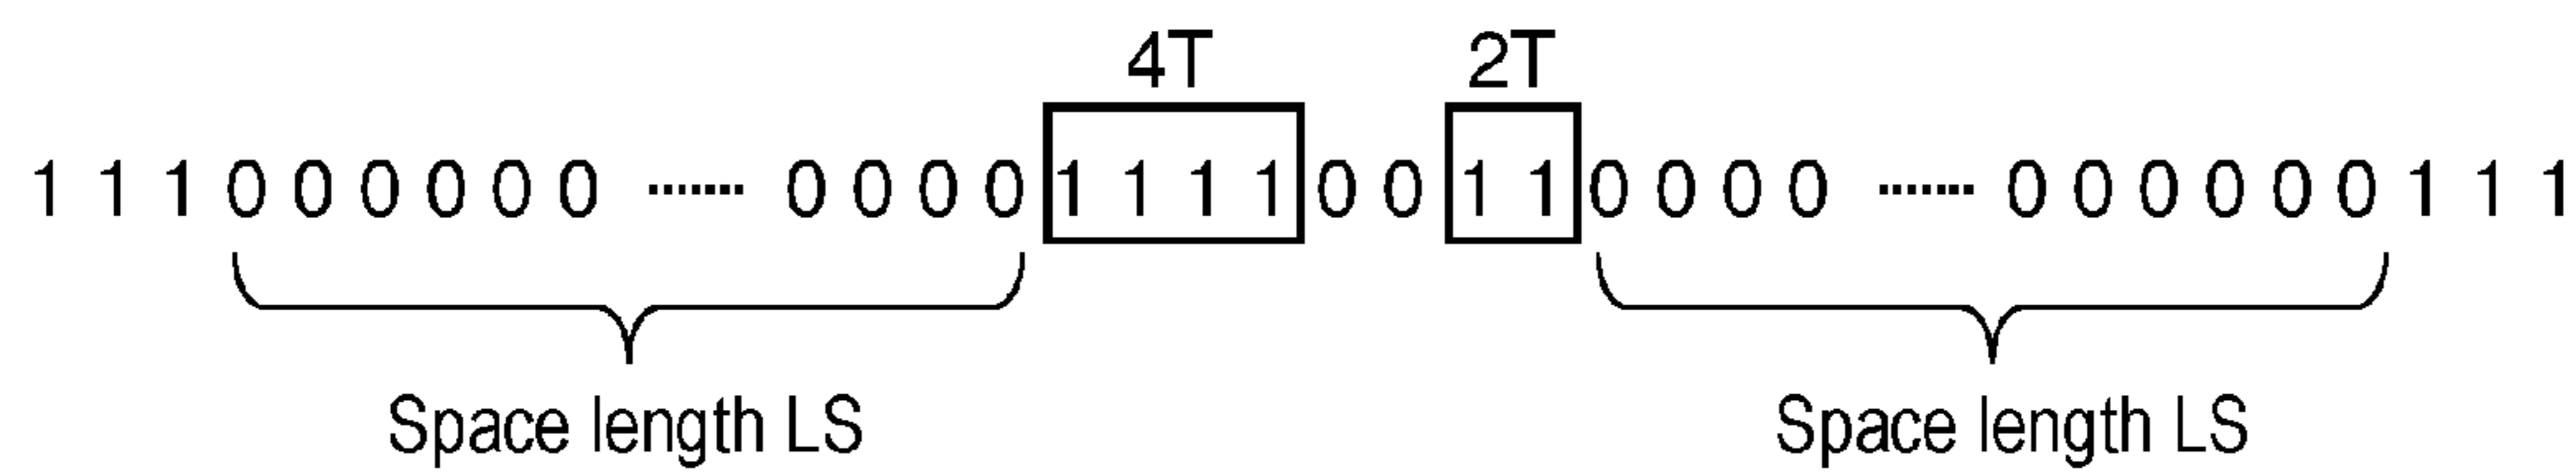 4T 2T
1 1 1 0 0 0 0 0 0 ....... 0 0 0 0 1 1 1 1 0 0 1 1 0 0 0 0 ....... 0 0 0 0 0 0 1 1 1
Space length LS Space length LS